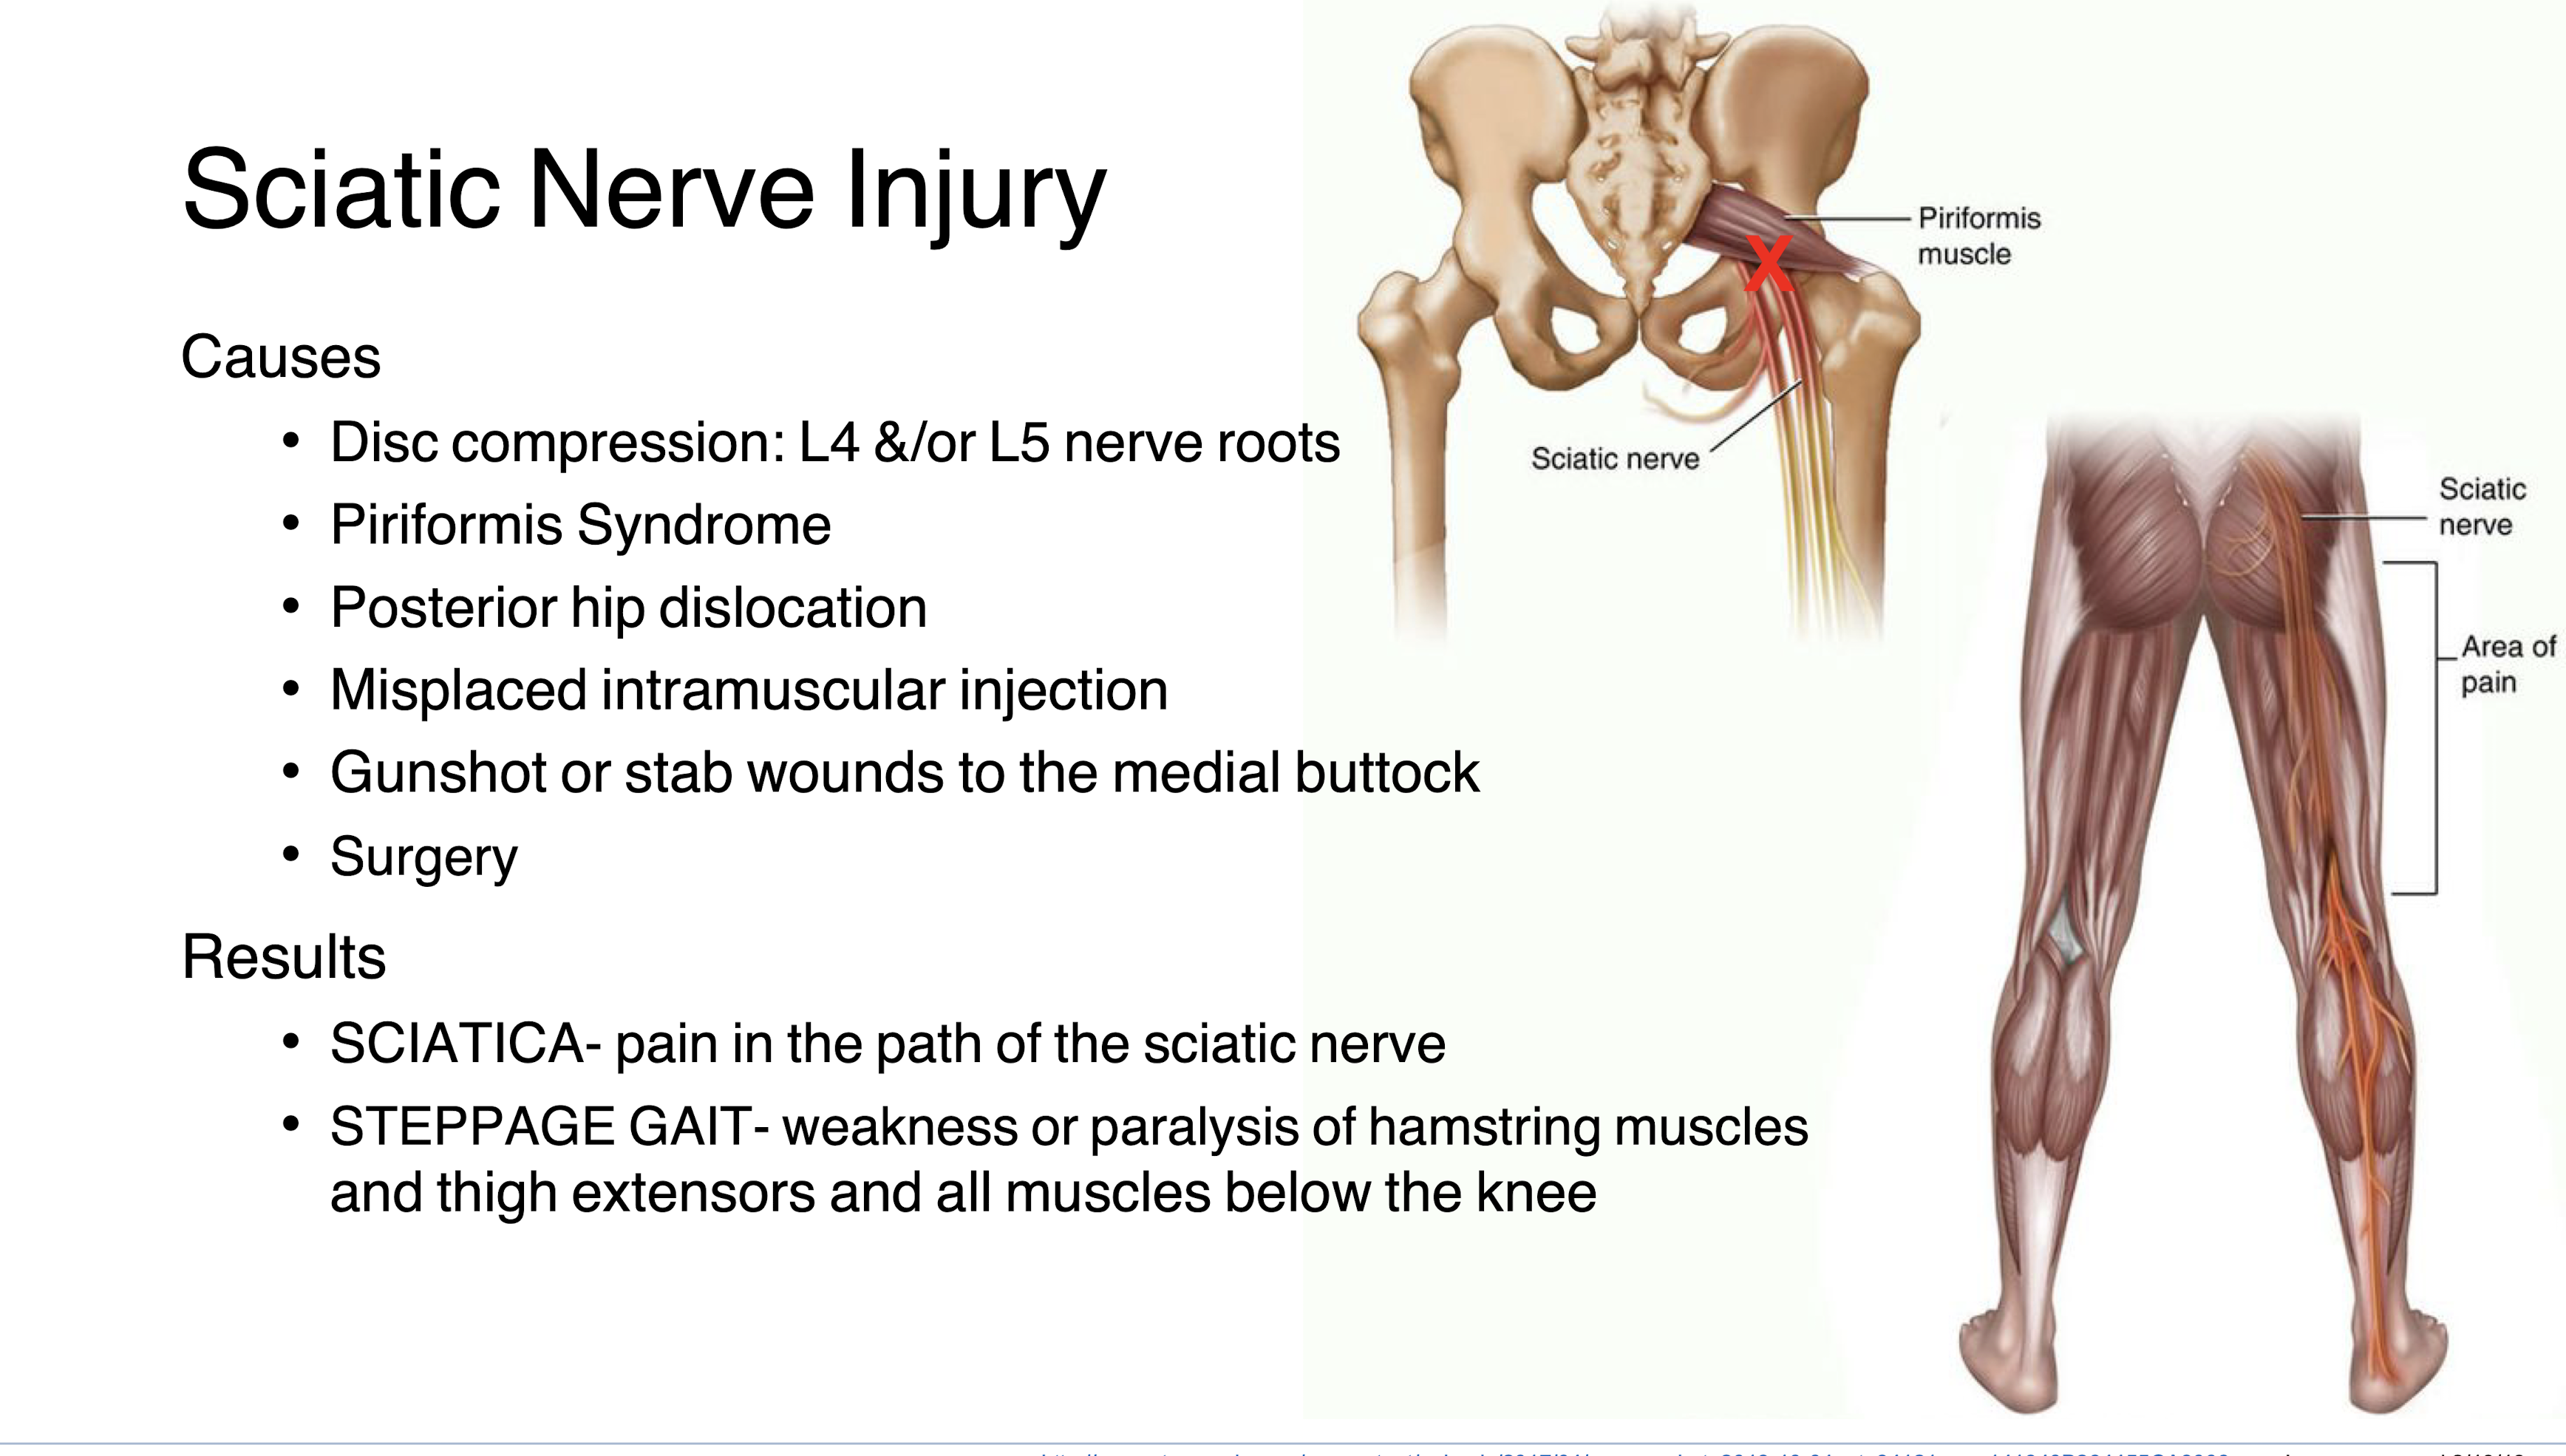 Sciatic Nerve Injury
Causes
• Disc compression: L4 &/or L5 nerve roots
• Piriformis Syndrome
• Posterior hip dislocation
• Misplaced intramuscular injection
• Gunshot or stab wounds to the medial buttock
• Surgery
Results
• SCIATICA- pain in the path of the sciatic nerve
• STEPPAGE GAIT- weakness or paralysis of hamstring muscles
and thigh extensors and all muscles below the knee
Piriformis
muscle
X
Sciatic nerve
Sciatic
nerve
Area of
pain